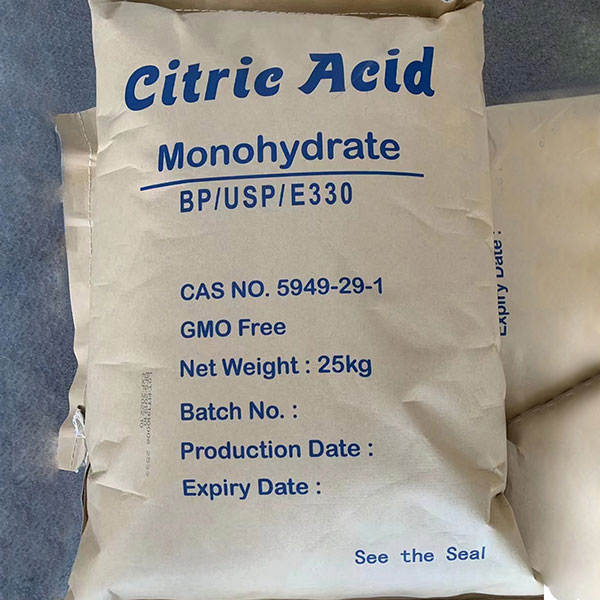 Citric Acid
Monohydrate
BP/USP/E330
CAS NO. 5949-29-1
GMO Free
Net Weight : 25kg
Batch No. :
Production Date :
Expiry Date :
See the Seal
Expiry Date :